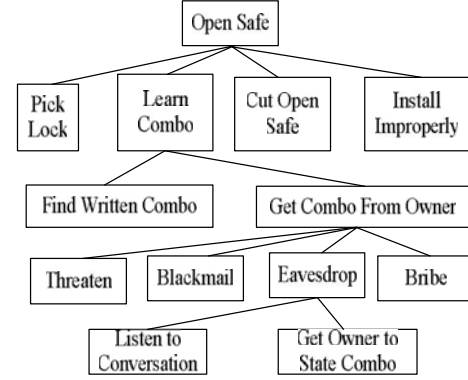 Open Safe
Pick
Lock
Learn
Combo
Cut Open
Safe
Install
Improperly
Find Written Combo
Get Combo From Owner
Threaten
Blackmail
Eavesdrop
Bribe
Listen to
Conversation
Get Owner to
State Combo